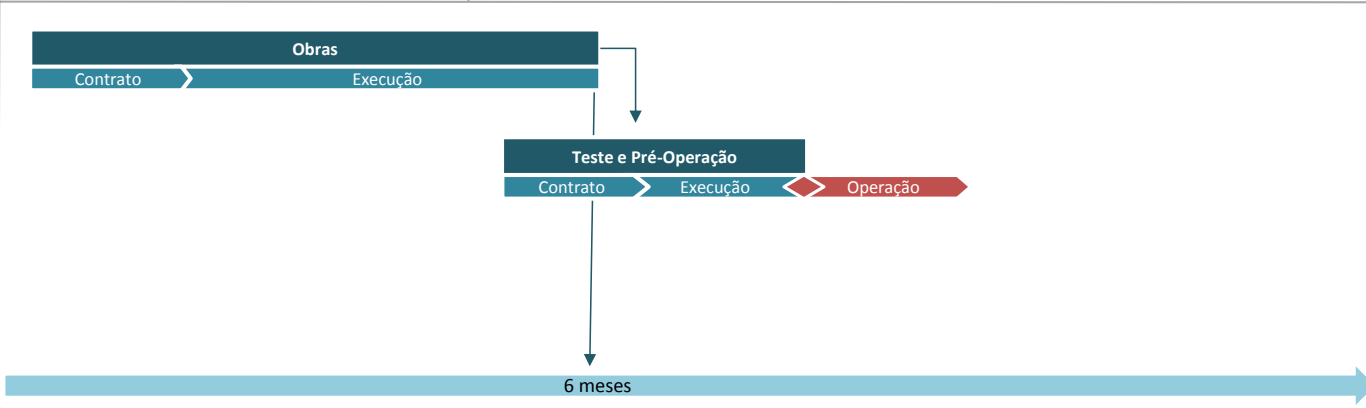 Obras
Contrato
Execução
Teste e Pré-Operação
Contrato
Execução
Operação
6 meses